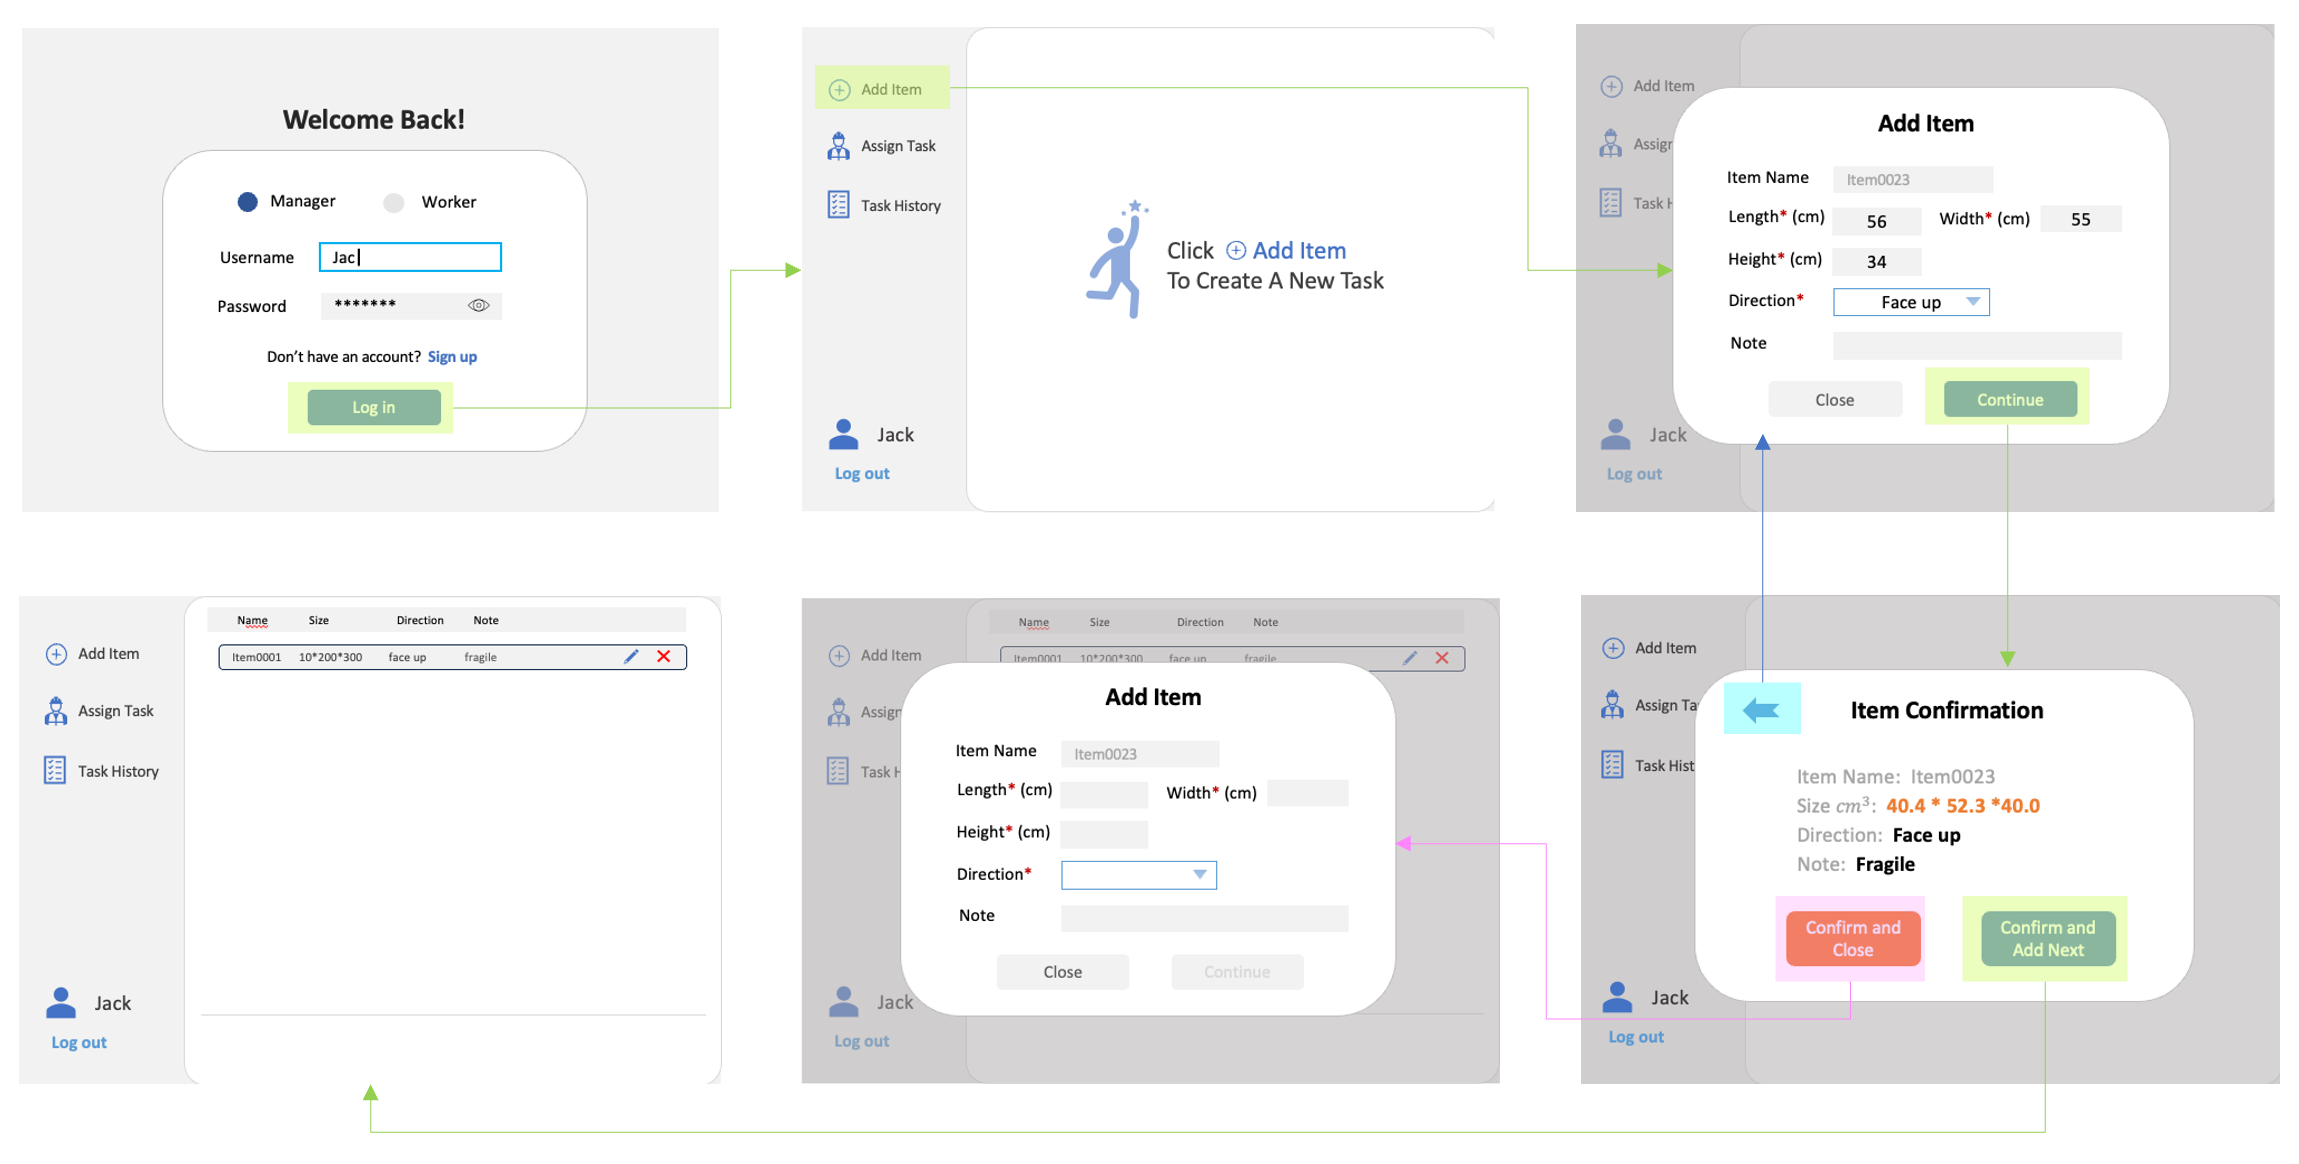 Welcome Back!
Manager Worker
Username Jac
Password *******
Don't have an account? Sign up
Log in
Add Item
Assign Task
Task History
Click Add Item
To Create A New Task
Jack
Log out
Add Item
Assign
Task H
Jack
Log out
Add Item
Item Name Item0023
Length* (cm) 56 Width* (cm) 55
Height* (cm) 34
Direction* Face up
Note
Close Continue
Add Item
Assign Task
Task History
Jack
Log out
Name Size Direction Note
Item0001 10*200*300 face up fragile
Add Item
Assign
Task H
Jack
Log out
Name Size Direction Note
Item0001 10*200*300 face up fragile
Add Item
Item Name Item0023
Length* (cm) Width* (cm)
Height* (cm)
Direction*
Note
Close Continue
Add Item
Assign Ta
Task Hist
Jack
Log out
Item Confirmation
Item Name: Item0023
Size cm³: 40.4 * 52.3 *40.0
Direction: Face up
Note: Fragile
Confirm and
Close
Confirm and
Add Next